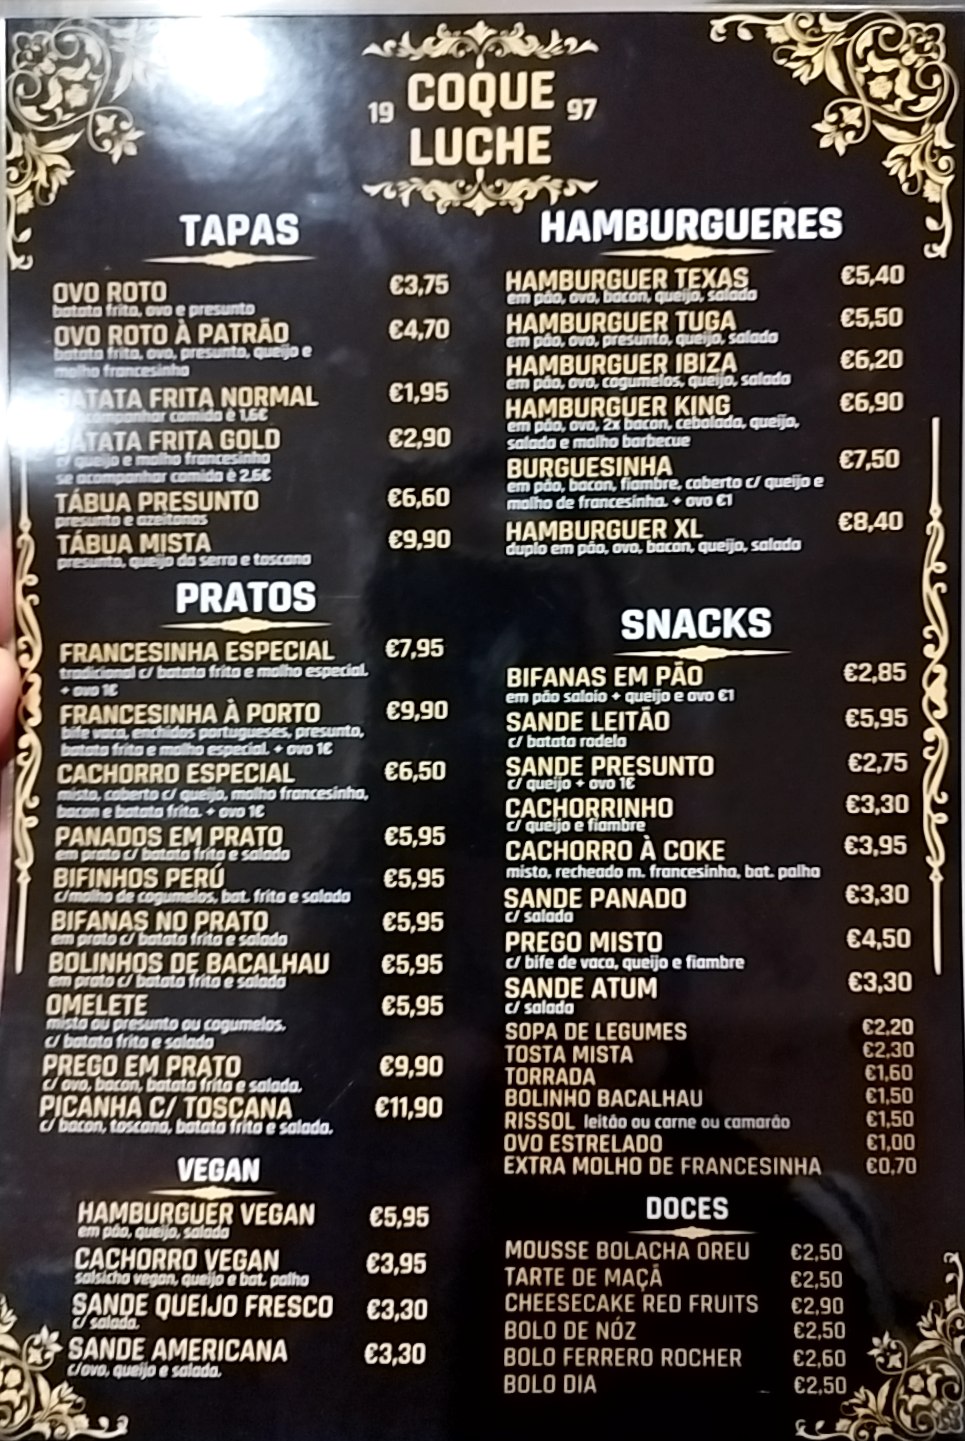 19 COQUE 97
LUCHE
TAPAS
OVO ROTO €3,75
batata frita, ovo e presunto
OVO ROTO À PATRÃO €4,70
batata frita, ovo, presunto, queijo e
molho francesinha
BATATA FRITA NORMAL €1,95
acompanhar comida è 1,6€
BATATA FRITA GOLD €2,90
c/ queijo e molho francesinha
se acompanhar comida è 2,6€
TÁBUA PRESUNTO €6,60
presunto e azeitonas
TÁBUA MISTA €9,90
presunto, queijo da serra e toscana
PRATOS
FRANCESINHA ESPECIAL €7,95
tradicional c/ batata frita e molho especial.
+ ovo 1€
FRANCESINHA À PORTO €9,90
bife vaca, enchidos portugueses, presunto,
batata frita e molho especial. + ovo 1€
CACHORRO ESPECIAL €6,50
misto, coberto c/ queijo, molho francesinha,
bacon e batata frita. + ovo 1€
PANADOS EM PRATO €5,95
em prato c/ batata frita e salada
BIFINHOS PERÚ €5,95
c/molho de cogumelos, bat. frita e salada
BIFANAS NO PRATO €5,95
em prato c/ batata frita e salada
BOLINHOS DE BACALHAU €5,95
em prato c/ batata frita e salada
OMELETE €5,95
misto ou presunto ou cogumelos.
c/ batata frita e salada
PREGO EM PRATO €9,90
c/ ovo, bacon, batata frita e salada.
PICANHA C/ TOSCANA €11,90
c/ bacon, toscana, batata frita e salada.
VEGAN
HAMBURGUER VEGAN €5,95
em pão, queijo, salada
CACHORRO VEGAN €3,95
salsicha vegan, queijo e bat. palha
SANDE QUEIJO FRESCO €3,30
c/ salada.
SANDE AMERICANA €3,30
c/ovo, queijo e salada.
HAMBURGUERES
HAMBURGUER TEXAS €5,40
em pão, ovo, bacon, queijo, salada
HAMBURGUER TUGA €5,50
em pão, ovo, presunto, queijo, salada
HAMBURGUER IBIZA €6,20
em pão, ovo, cogumelos, queijo, salada
HAMBURGUER KING €6,90
em pão, ovo, 2x bacon, cebolada, queijo,
salada e molho barbecue
BURGUESINHA €7,50
em pão, bacon, fiambre, coberto c/ queijo e
molho de francesinha. + ovo €1
HAMBURGUER XL €8,40
duplo em pão, ovo, bacon, queijo, salada
SNACKS
BIFANAS EM PÃO €2,85
em pão saloio + queijo e ovo €1
SANDE LEITÃO €5,95
c/ batata rodela
SANDE PRESUNTO €2,75
c/ queijo + ovo 1€
CACHORRINHO €3,30
c/ queijo e fiambre
CACHORRO À COKE €3,95
misto, recheado m. francesinha, bat. palha
SANDE PANADO €3,30
c/ salada
PREGO MISTO €4,50
c/ bife de vaca, queijo e fiambre
SANDE ATUM €3,30
c/ salada
SOPA DE LEGUMES €2,20
TOSTA MISTA €2,30
TORRADA €1,60
BOLINHO BACALHAU €1,50
RISSOL leitão ou carne ou camarão €1,50
OVO ESTRELADO €1,00
EXTRA MOLHO DE FRANCESINHA €0,70
DOCES
MOUSSE BOLACHA OREU €2,50
TARTE DE MAÇÃ €2,50
CHEESECAKE RED FRUITS €2,90
BOLO DE NÓZ €2,50
BOLO FERRERO ROCHER €2,60
BOLO DIA €2,50